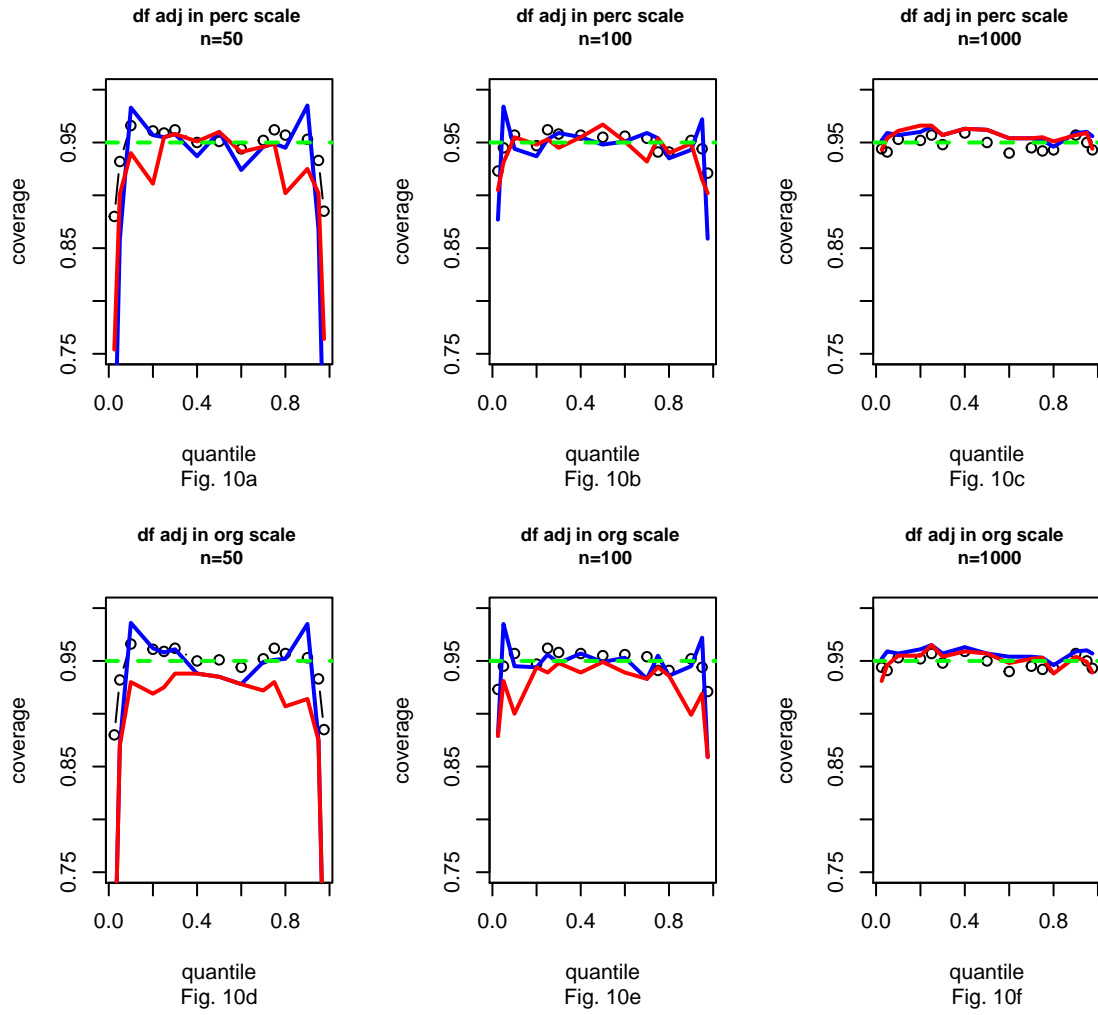 df adj in perc scale
n=50
coverage
0.75
0.85
0.95
0.0
0.4
0.8
quantile
Fig. 10a
df adj in perc scale
n=100
coverage
0.75
0.85
0.95
0.0
0.4
0.8
quantile
Fig. 10b
df adj in perc scale
n=1000
coverage
0.75
0.85
0.95
0.0
0.4
0.8
quantile
Fig. 10c
df adj in org scale
n=50
coverage
0.75
0.85
0.95
0.0
0.4
0.8
quantile
Fig. 10d
df adj in org scale
n=100
coverage
0.75
0.85
0.95
0.0
0.4
0.8
quantile
Fig. 10e
df adj in org scale
n=1000
coverage
0.75
0.85
0.95
0.0
0.4
0.8
quantile
Fig. 10f